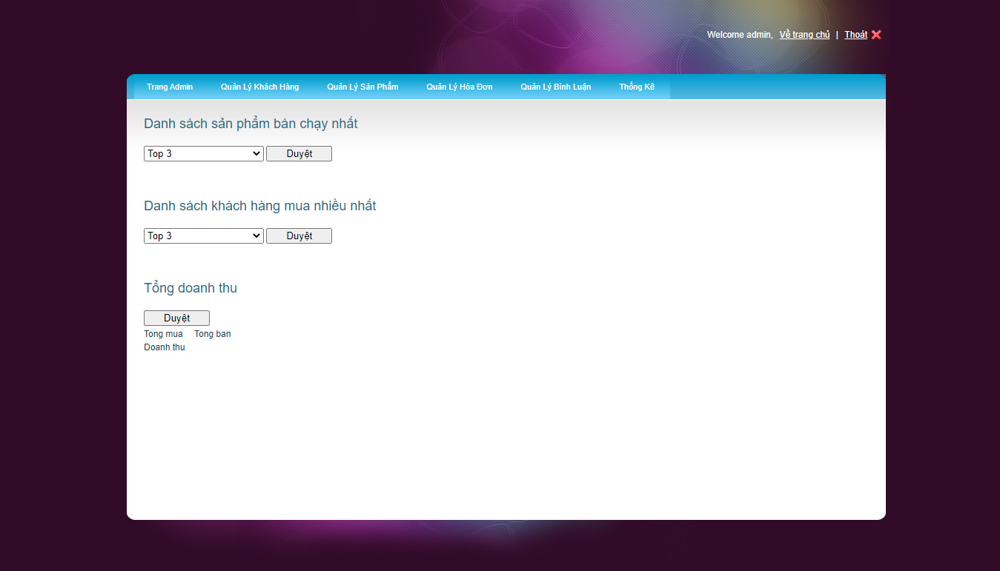 Welcome admin, Về trang chủ | Thoát
Trang Admin Quản Lý Khách Hàng Quản Lý Sản Phẩm Quản Lý Hóa Đơn Quản Lý Bình Luận Thống Kê
Danh sách sản phẩm bán chạy nhất
Top 3 Duyệt
Danh sách khách hàng mua nhiều nhất
Top 3 Duyệt
Tổng doanh thu
Duyệt
Tong mua Tong ban
Doanh thu